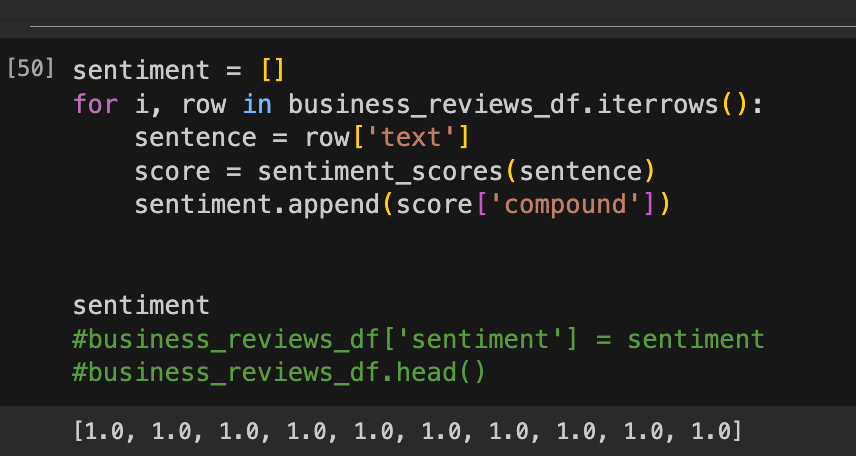 [50] sentiment = []
for i, row in business_reviews_df.iterrows():
    sentence = row['text']
    score = sentiment_scores(sentence)
    sentiment.append(score['compound'])
sentiment
#business_reviews_df['sentiment'] = sentiment
#business_reviews_df.head()
[1.0, 1.0, 1.0, 1.0, 1.0, 1.0, 1.0, 1.0, 1.0, 1.0]